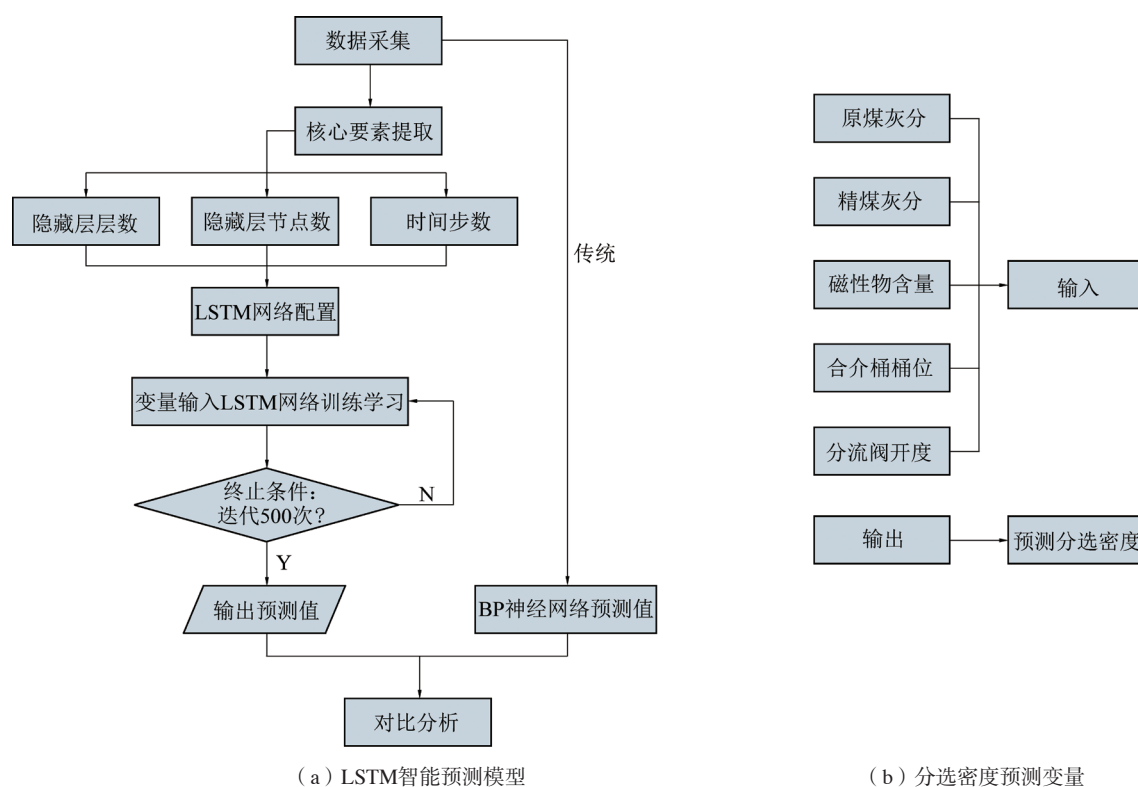 数据采集
核心要素提取
隐藏层层数
隐藏层节点数
时间步数
传统
LSTM网络配置
变量输入LSTM网络训练学习
终止条件：
迭代500次？
N
Y
输出预测值
BP神经网络预测值
对比分析
（a）LSTM智能预测模型
原煤灰分
精煤灰分
磁性物含量
输入
合介桶桶位
分流阀开度
输出
预测分选密度
（b）分选密度预测变量